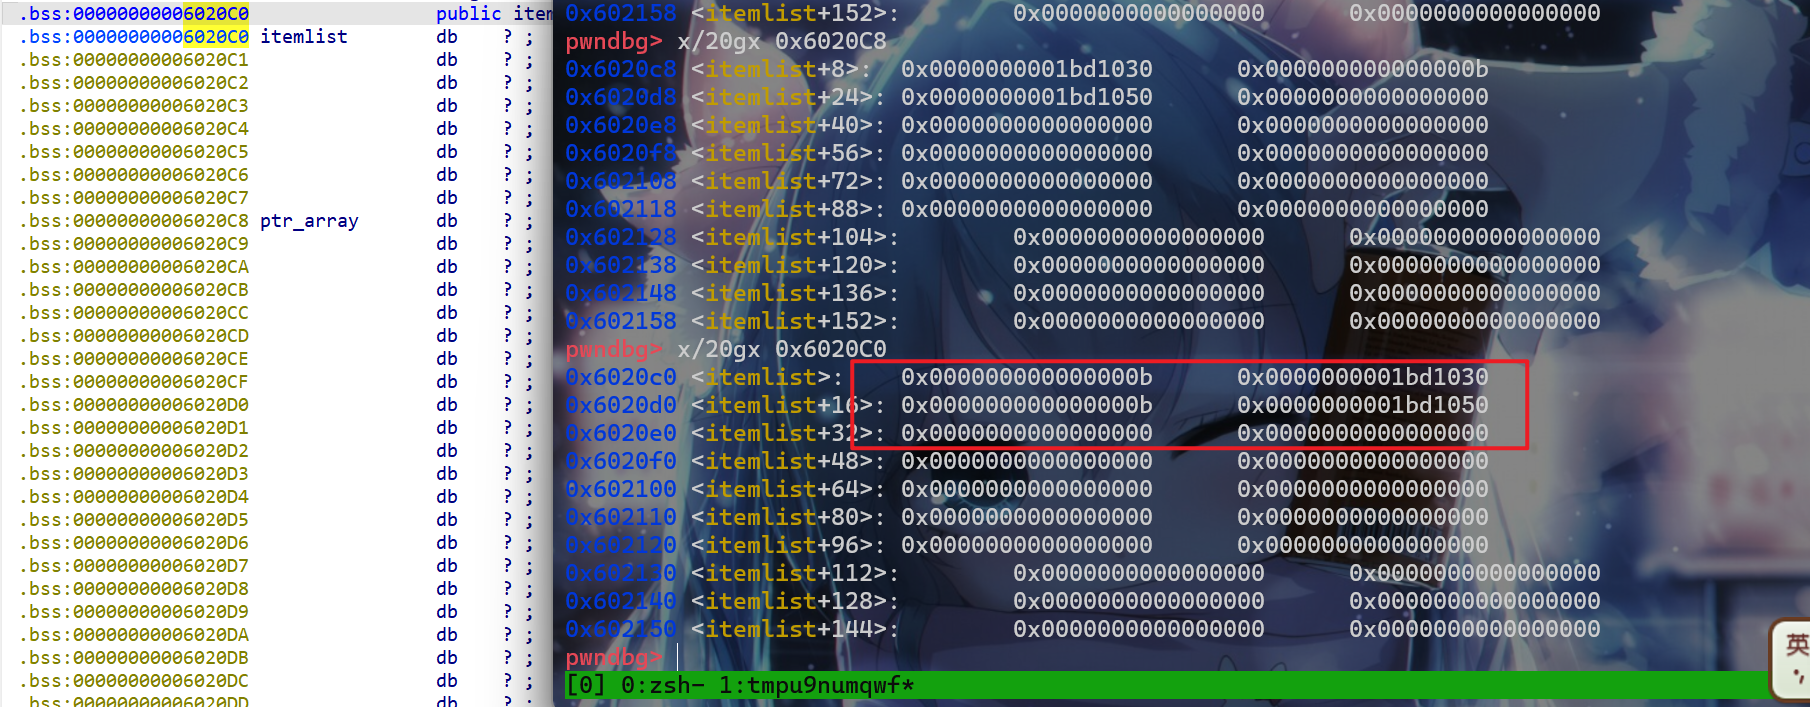 .bss:00000000006020C0 public item
.bss:00000000006020C0 itemlist db ? ;
.bss:00000000006020C1 db ? ;
.bss:00000000006020C2 db ? ;
.bss:00000000006020C3 db ? ;
.bss:00000000006020C4 db ? ;
.bss:00000000006020C5 db ? ;
.bss:00000000006020C6 db ? ;
.bss:00000000006020C7 db ? ;
.bss:00000000006020C8 ptr_array db ? ;
.bss:00000000006020C9 db ? ;
.bss:00000000006020CA db ? ;
.bss:00000000006020CB db ? ;
.bss:00000000006020CC db ? ;
.bss:00000000006020CD db ? ;
.bss:00000000006020CE db ? ;
.bss:00000000006020CF db ? ;
.bss:00000000006020D0 db ? ;
.bss:00000000006020D1 db ? ;
.bss:00000000006020D2 db ? ;
.bss:00000000006020D3 db ? ;
.bss:00000000006020D4 db ? ;
.bss:00000000006020D5 db ? ;
.bss:00000000006020D6 db ? ;
.bss:00000000006020D7 db ? ;
.bss:00000000006020D8 db ? ;
.bss:00000000006020D9 db ? ;
.bss:00000000006020DA db ? ;
.bss:00000000006020DB db ? ;
.bss:00000000006020DC db ? ;
.bss:00000000006020DD db ? ;
0x602158 <itemlist+152>: 0x0000000000000000 0x0000000000000000
pwndbg> x/20gx 0x6020C8
0x6020c8 <itemlist+8>: 0x0000000001bd1030 0x000000000000000b
0x6020d8 <itemlist+24>: 0x0000000001bd1050 0x0000000000000000
0x6020e8 <itemlist+40>: 0x0000000000000000 0x0000000000000000
0x6020f8 <itemlist+56>: 0x0000000000000000 0x0000000000000000
0x602108 <itemlist+72>: 0x0000000000000000 0x0000000000000000
0x602118 <itemlist+88>: 0x0000000000000000 0x0000000000000000
0x602128 <itemlist+104>: 0x0000000000000000 0x0000000000000000
0x602138 <itemlist+120>: 0x0000000000000000 0x0000000000000000
0x602148 <itemlist+136>: 0x0000000000000000 0x0000000000000000
0x602158 <itemlist+152>: 0x0000000000000000 0x0000000000000000
pwndbg> x/20gx 0x6020C0
0x6020c0 <itemlist>: 0x000000000000000b 0x0000000001bd1030
0x6020d0 <itemlist+16>: 0x000000000000000b 0x0000000001bd1050
0x6020e0 <itemlist+32>: 0x0000000000000000 0x0000000000000000
0x6020f0 <itemlist+48>: 0x0000000000000000 0x0000000000000000
0x602100 <itemlist+64>: 0x0000000000000000 0x0000000000000000
0x602110 <itemlist+80>: 0x0000000000000000 0x0000000000000000
0x602120 <itemlist+96>: 0x0000000000000000 0x0000000000000000
0x602130 <itemlist+112>: 0x0000000000000000 0x0000000000000000
0x602140 <itemlist+128>: 0x0000000000000000 0x0000000000000000
0x602150 <itemlist+144>: 0x0000000000000000 0x0000000000000000
pwndbg>
[0] 0:zsh- 1:tmpu9numqwf*
英